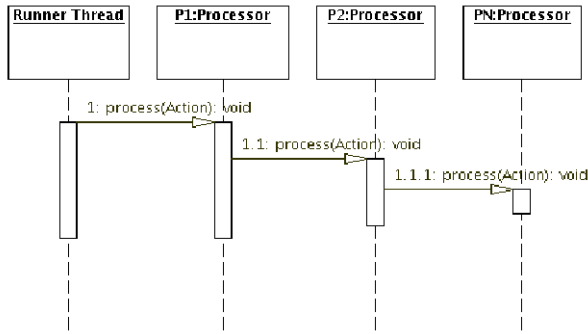 Runner Thread
P1:Processor
P2:Processor
PN:Processor
1: process(Action): void
1.1: process(Action): void
1.1.1: process(Action): void